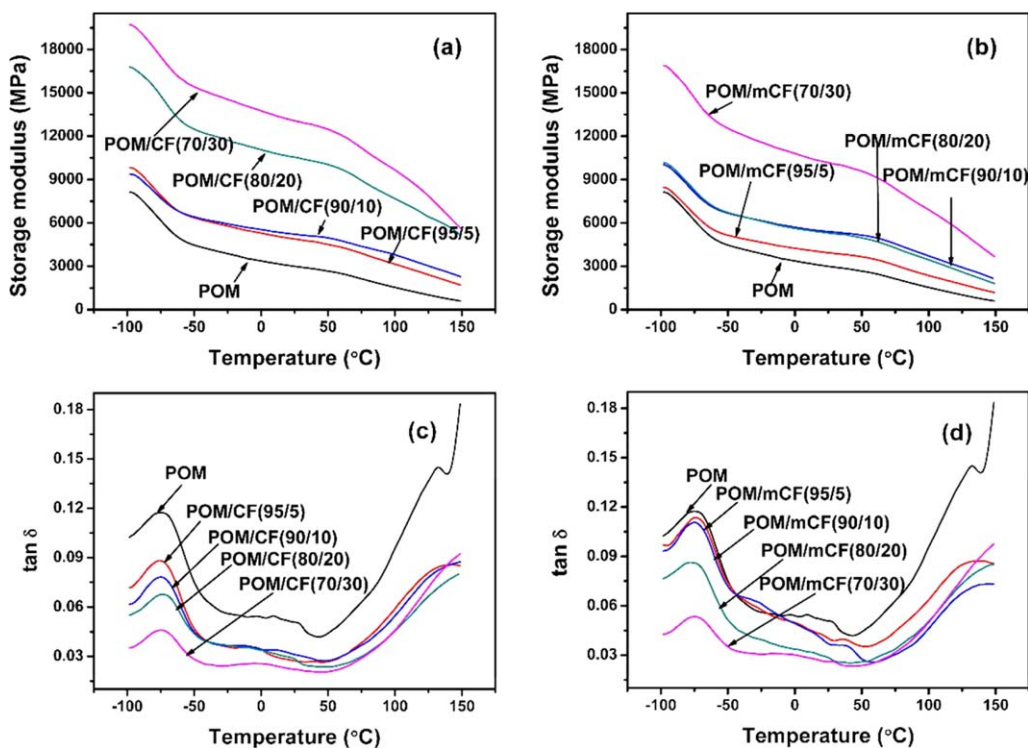 (a)
Storage modulus (MPa)
18000
15000
12000
9000
6000
3000
0
POM/CF(70/30)
POM/CF(80/20)
POM/CF(90/10)
POM/CF(95/5)
POM
-100 -50 0 50 100 150
Temperature (°C)
(b)
Storage modulus (MPa)
18000
15000
12000
9000
6000
3000
0
POM/mCF(70/30)
POM/mCF(80/20)
POM/mCF(95/5)
POM/mCF(90/10)
POM
-100 -50 0 50 100 150
Temperature (°C)
(c)
tan δ
0.18
0.15
0.12
0.09
0.06
0.03
POM
POM/CF(95/5)
POM/CF(90/10)
POM/CF(80/20)
POM/CF(70/30)
-100 -50 0 50 100 150
Temperature (°C)
(d)
tan δ
0.18
0.15
0.12
0.09
0.06
0.03
POM
POM/mCF(95/5)
POM/mCF(90/10)
POM/mCF(80/20)
POM/mCF(70/30)
-100 -50 0 50 100 150
Temperature (°C)